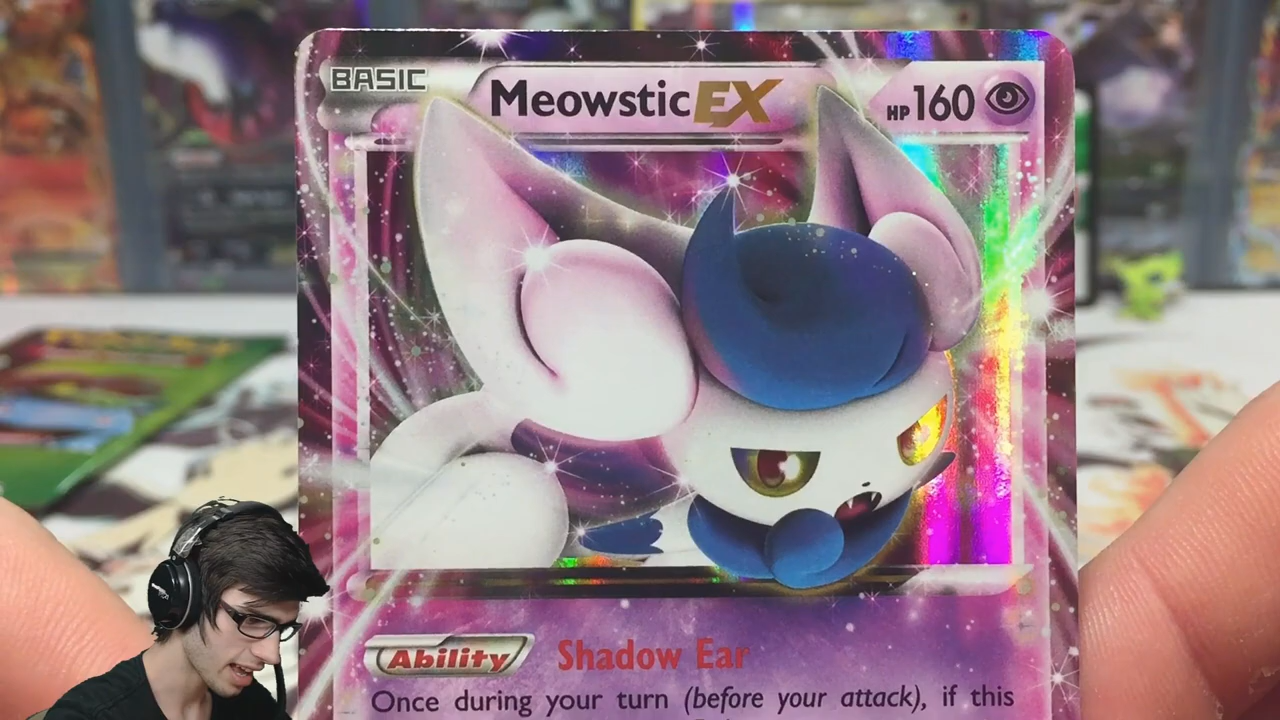 BASIC
Meowstic EX
HP 160
Ability Shadow Ear
Once during your turn (before your attack), if this